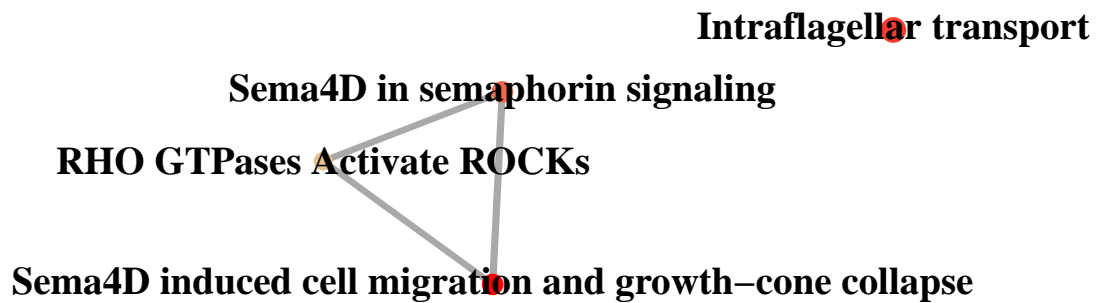 Intraflagellar transport
Sema4D in semaphorin signaling
RHO GTPases Activate ROCKs
Sema4D induced cell migration and growth−cone collapse